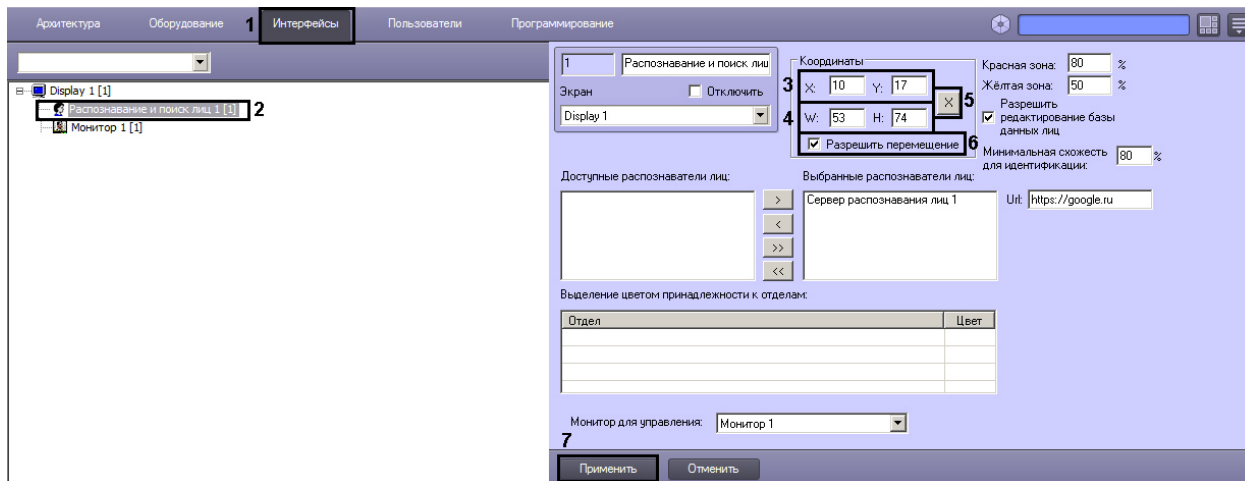 Архитектура Оборудование 1 Интерфейсы Пользователи Программирование
Display 1 [1]
Распознавание и поиск лиц 1 [1] 2
Монитор 1 [1]
1 Распознавание и поиск лиц
Экран Отключить
Display 1
Координаты
3 X: 10 Y: 17
4 W: 53 H: 74
X 5
Разрешить перемещение 6
Красная зона: 80 %
Жёлтая зона: 50 %
Разрешить
редактирование базы
данных лиц
Минимальная схожесть
для идентификации: 80 %
Доступные распознаватели лиц:
Выбранные распознаватели лиц:
>
<
>>
<<
Сервер распознавания лиц 1
Url: https://google.ru
Выделение цветом принадлежности к отделам:
Отдел Цвет
Монитор для управления: Монитор 1
7
Применить Отменить